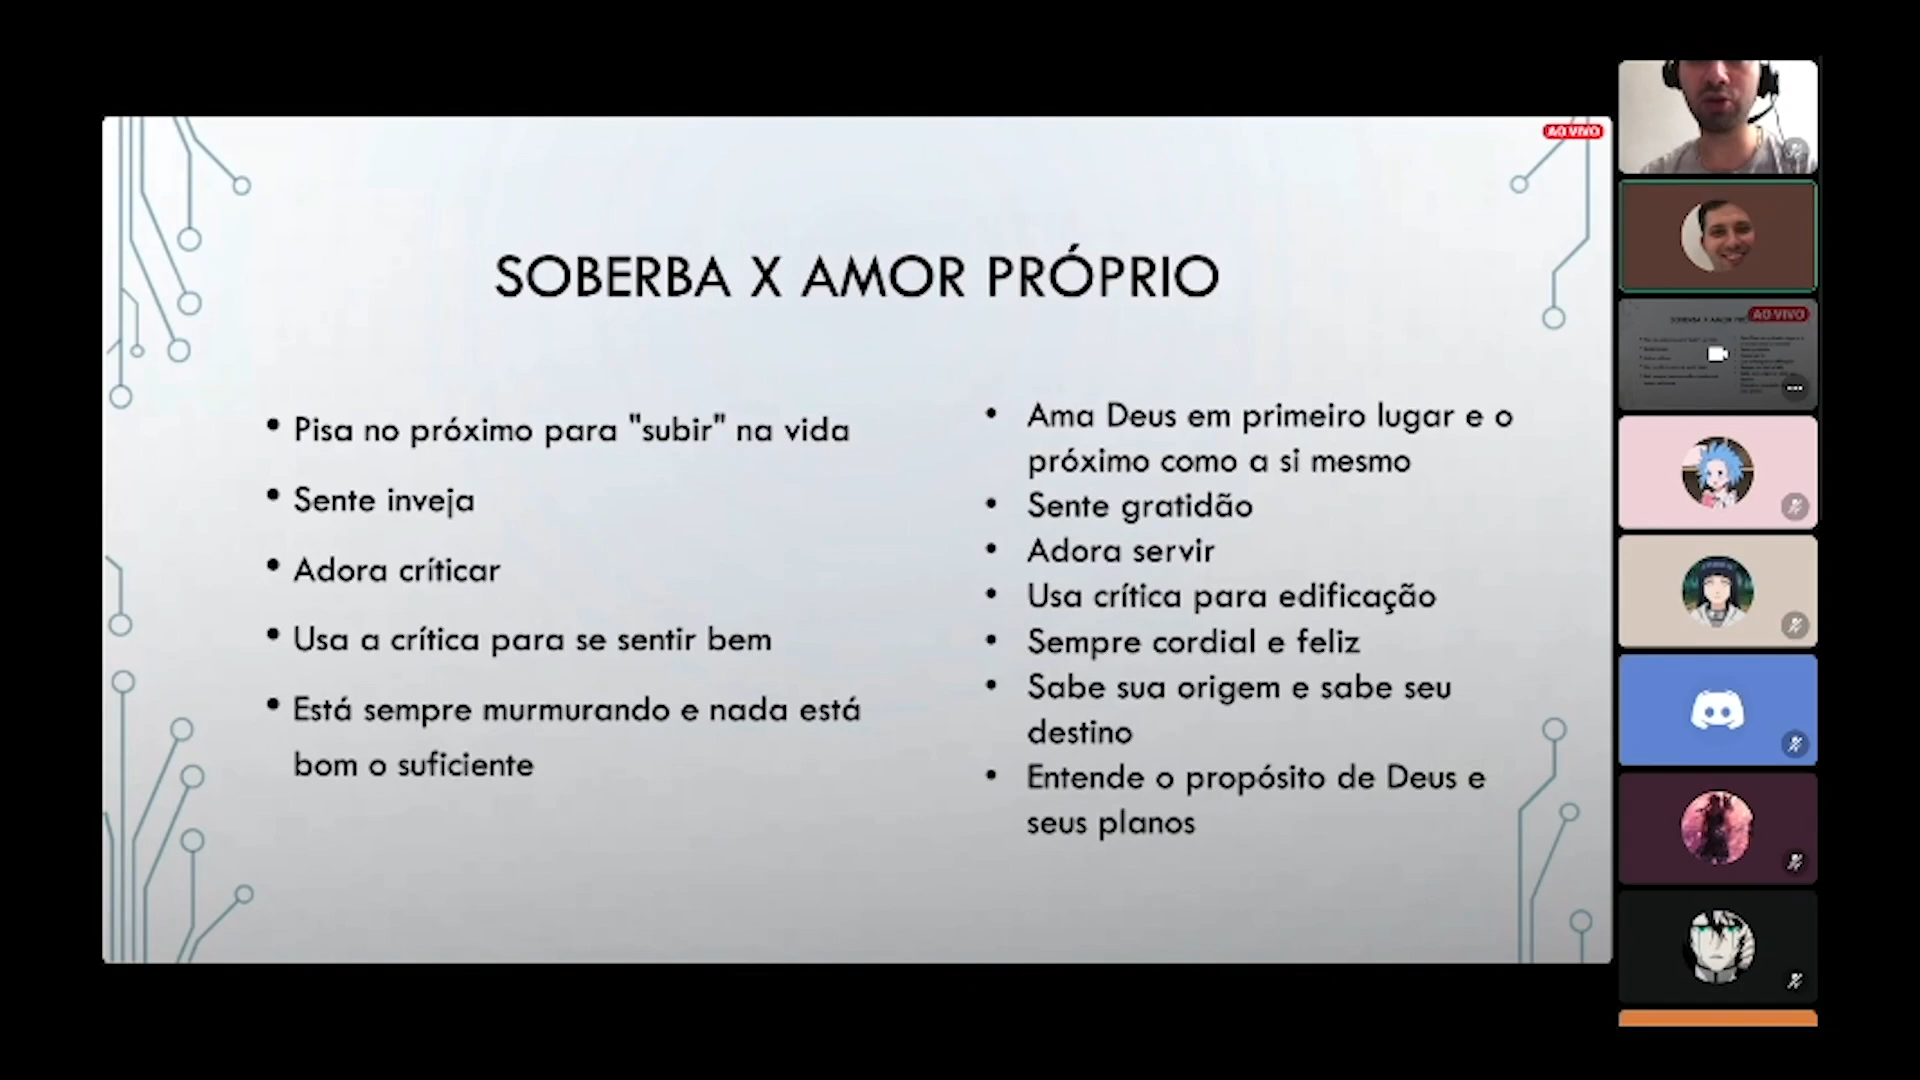 AO VIVO
SOBERBA X AMOR PRÓPRIO
• Pisa no próximo para "subir" na vida
• Sente inveja
• Adora críticar
• Usa a crítica para se sentir bem
• Está sempre murmurando e nada está
bom o suficiente
• Ama Deus em primeiro lugar e o
próximo como a si mesmo
• Sente gratidão
• Adora servir
• Usa crítica para edificação
• Sempre cordial e feliz
• Sabe sua origem e sabe seu
destino
• Entende o propósito de Deus e
seus planos
AO VIVO